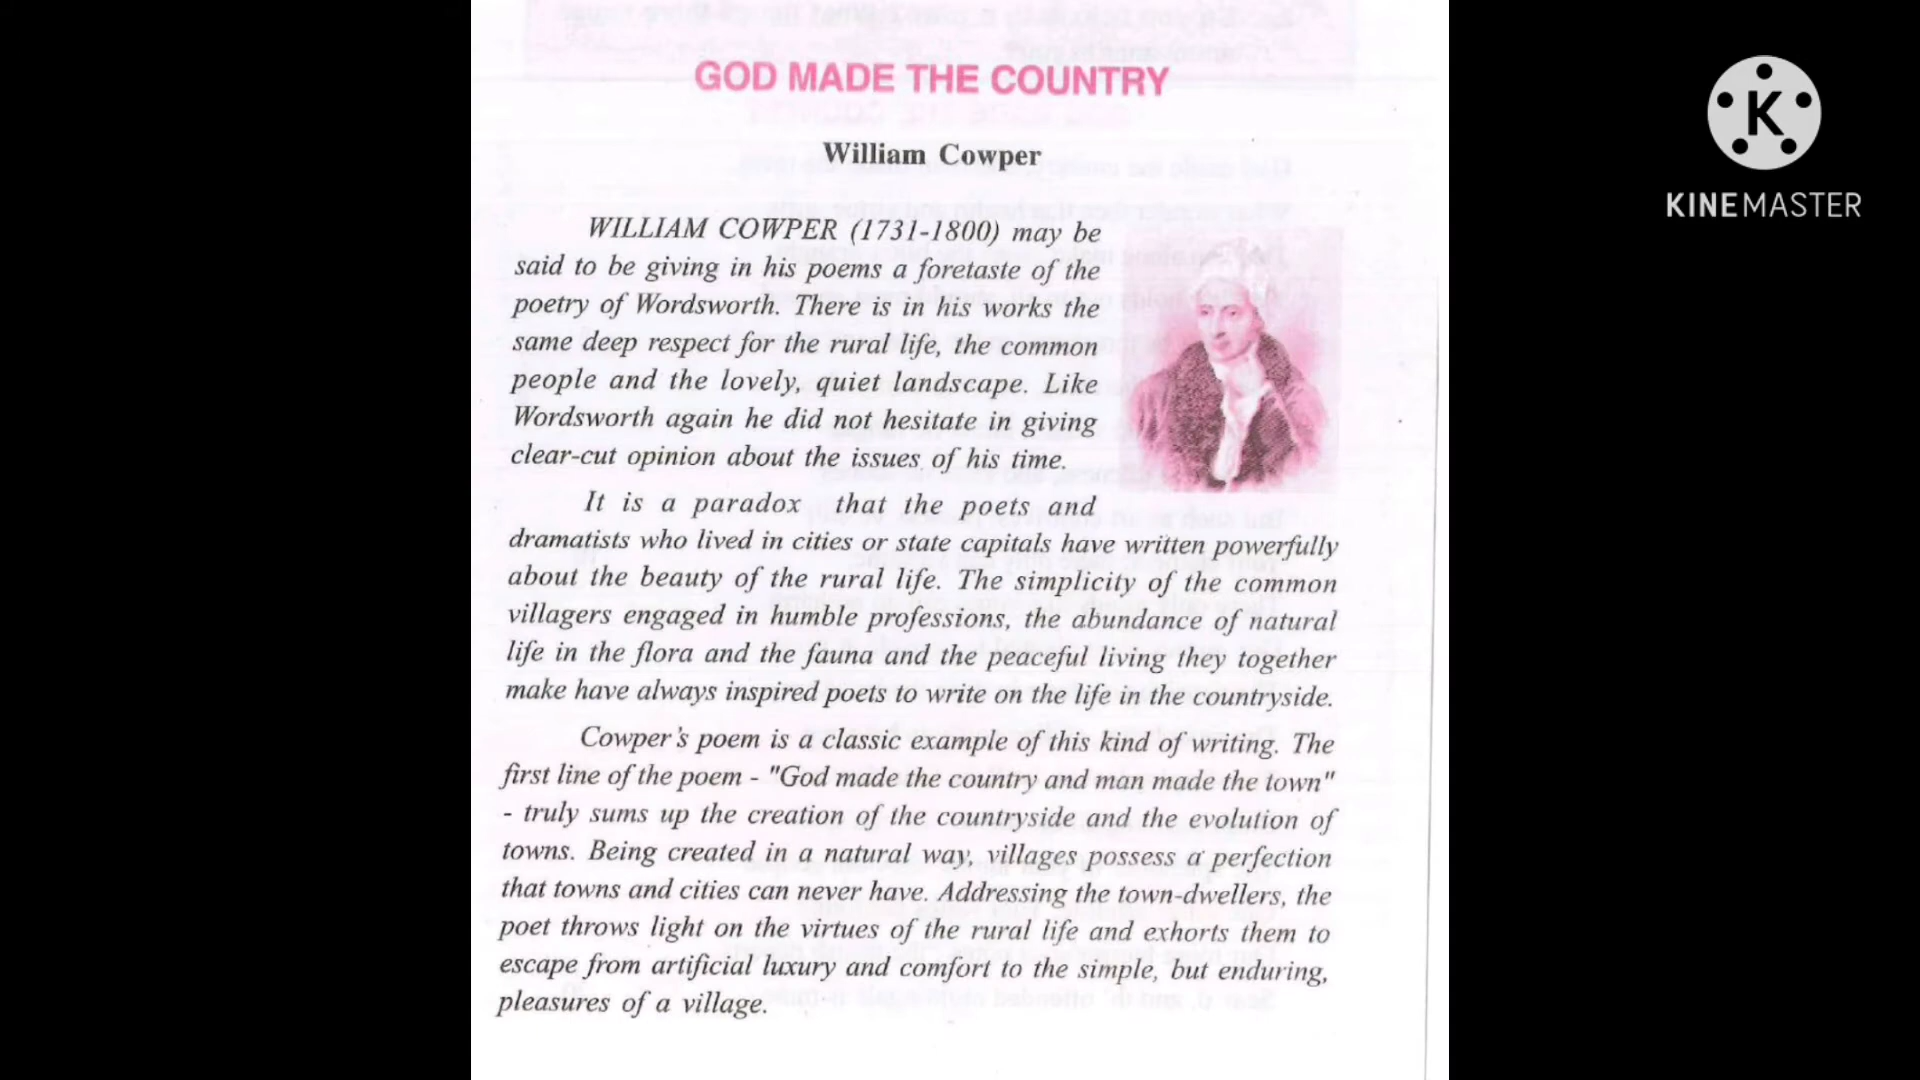 GOD MADE THE COUNTRY
William Cowper
WILLIAM COWPER (1731-1800) may be
said to be giving in his poems a foretaste of the
poetry of Wordsworth. There is in his works the
same deep respect for the rural life, the common
people and the lovely, quiet landscape. Like
Wordsworth again he did not hesitate in giving
clear-cut opinion about the issues of his time.
It is a paradox that the poets and
dramatists who lived in cities or state capitals have written powerfully
about the beauty of the rural life. The simplicity of the common
villagers engaged in humble professions, the abundance of natural
life in the flora and the fauna and the peaceful living they together
make have always inspired poets to write on the life in the countryside.
Cowper's poem is a classic example of this kind of writing. The
first line of the poem - "God made the country and man made the town"
- truly sums up the creation of the countryside and the evolution of
towns. Being created in a natural way, villages possess a perfection
that towns and cities can never have. Addressing the town-dwellers, the
poet throws light on the virtues of the rural life and exhorts them to
escape from artificial luxury and comfort to the simple, but enduring,
pleasures of a village.
K
KINEMASTER